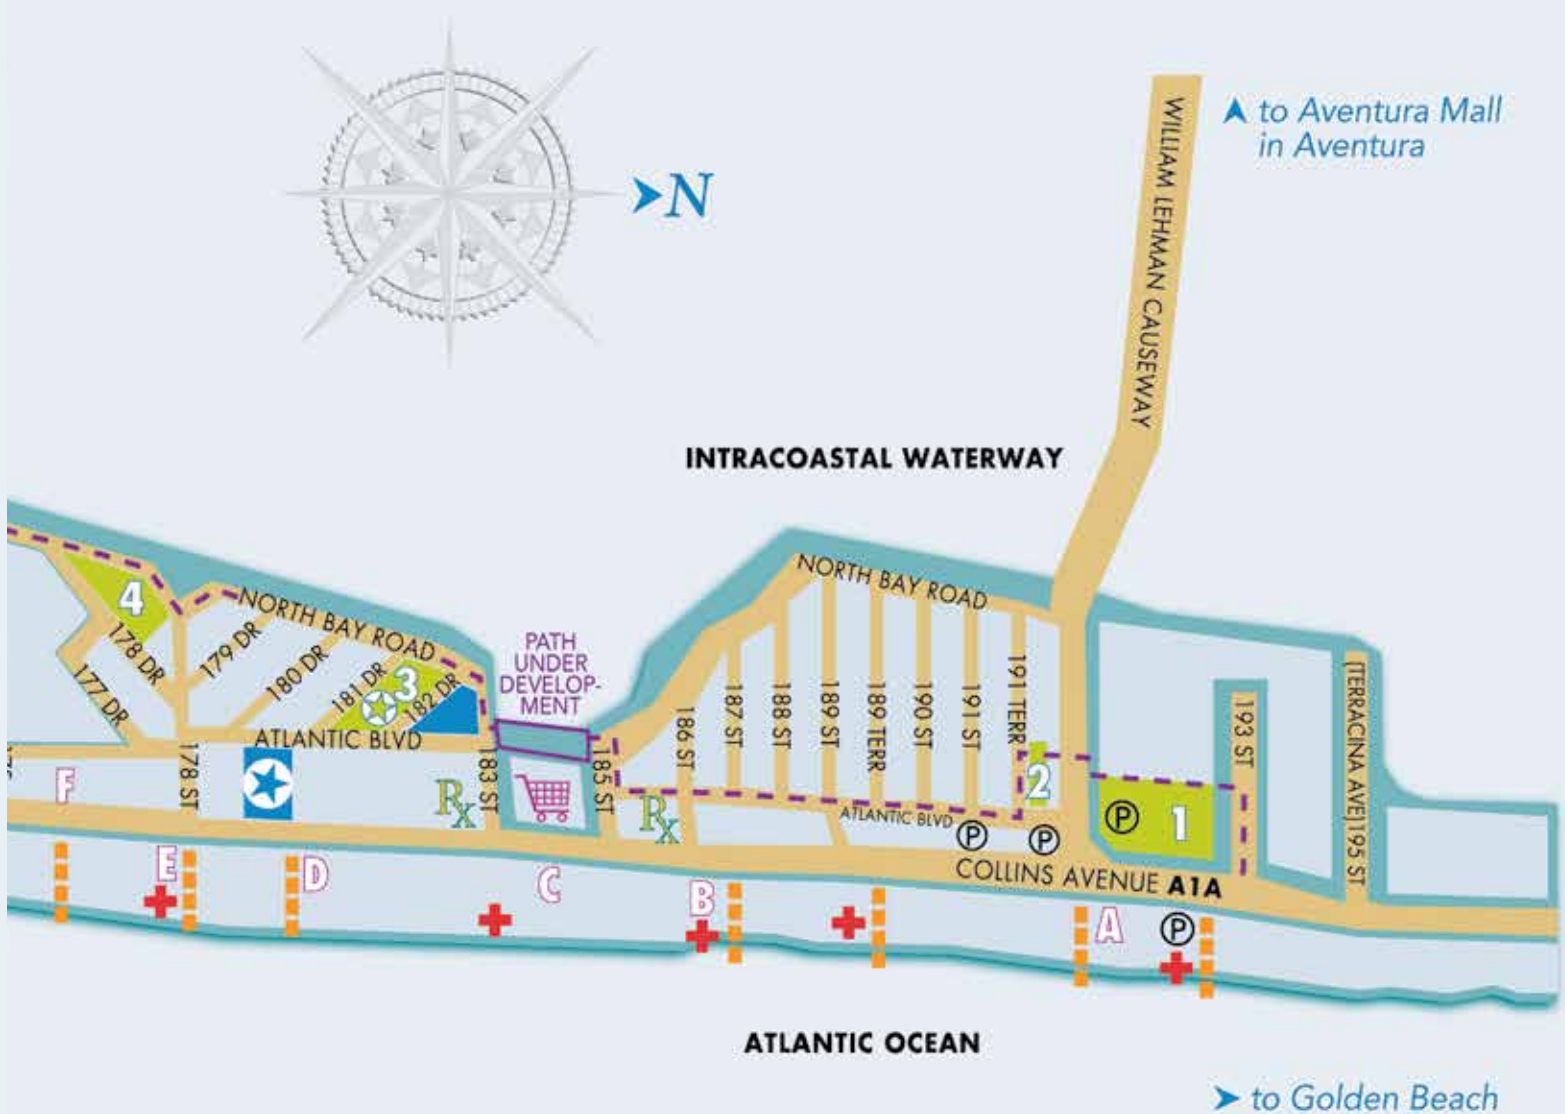 N
WILLIAM LEHMAN CAUSEWAY
to Aventura Mall
in Aventura
INTRACOASTAL WATERWAY
NORTH BAY ROAD
4
178 DR
177 DR
179 DR
180 DR
NORTH BAY ROAD
181 DR
3
182 DR
PATH
UNDER
DEVELOP-
MENT
ATLANTIC BLVD
178 ST
183 ST
185 ST
186 ST
187 ST
188 ST
189 ST
189 TERR
190 ST
191 ST
191 TERR
2
193 ST
(TERRACINA AVE)195 ST
F
Rx
Rx
ATLANTIC BLVD
P
P
P
1
COLLINS AVENUE A1A
E
D
C
B
A
P
ATLANTIC OCEAN
to Golden Beach